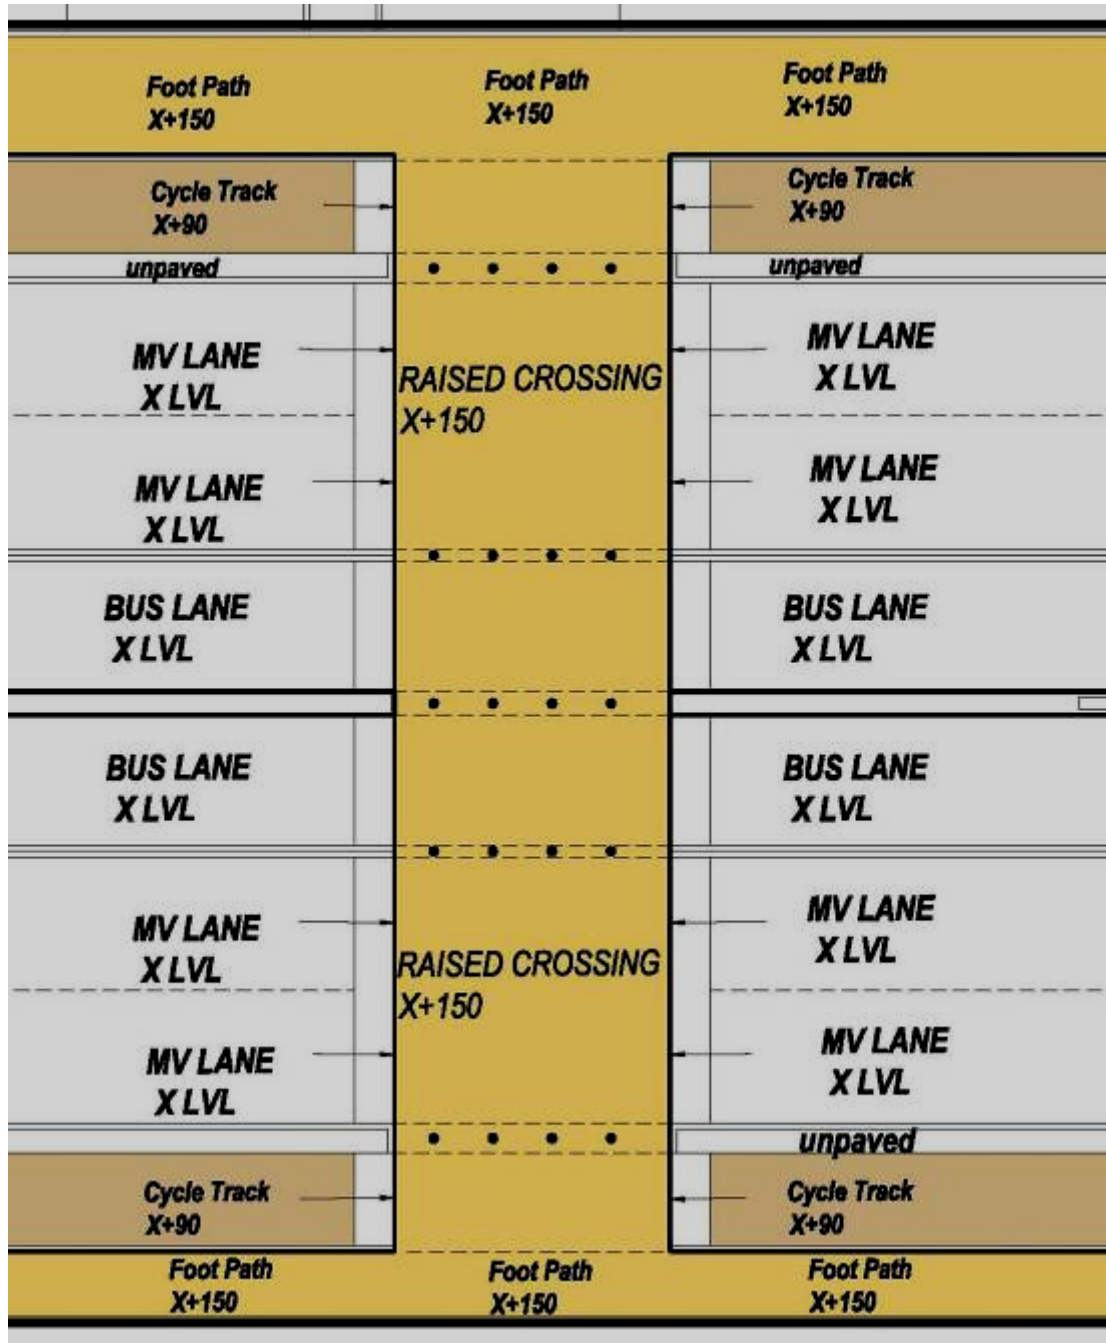 Foot Path
X+150
Foot Path
X+150
Foot Path
X+150
Cycle Track
X+90
Cycle Track
X+90
unpaved
unpaved
MV LANE
X LVL
RAISED CROSSING
X+150
MV LANE
X LVL
MV LANE
X LVL
MV LANE
X LVL
BUS LANE
X LVL
BUS LANE
X LVL
BUS LANE
X LVL
BUS LANE
X LVL
MV LANE
X LVL
RAISED CROSSING
X+150
MV LANE
X LVL
MV LANE
X LVL
MV LANE
X LVL
unpaved
Cycle Track
X+90
Cycle Track
X+90
Foot Path
X+150
Foot Path
X+150
Foot Path
X+150